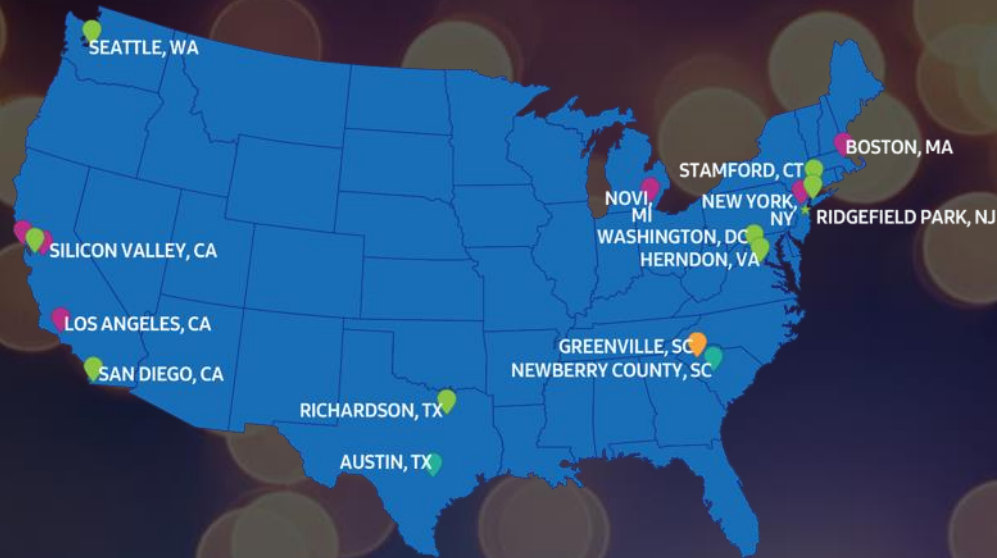 SEATTLE, WA
BOSTON, MA
STAMFORD, CT
NOVI,
MI
NEW YORK,
NY
RIDGEFIELD PARK, NJ
WASHINGTON, DC
HERNDON, VA
SILICON VALLEY, CA
LOS ANGELES, CA
GREENVILLE, SC
NEWBERRY COUNTY, SC
SAN DIEGO, CA
RICHARDSON, TX
AUSTIN, TX